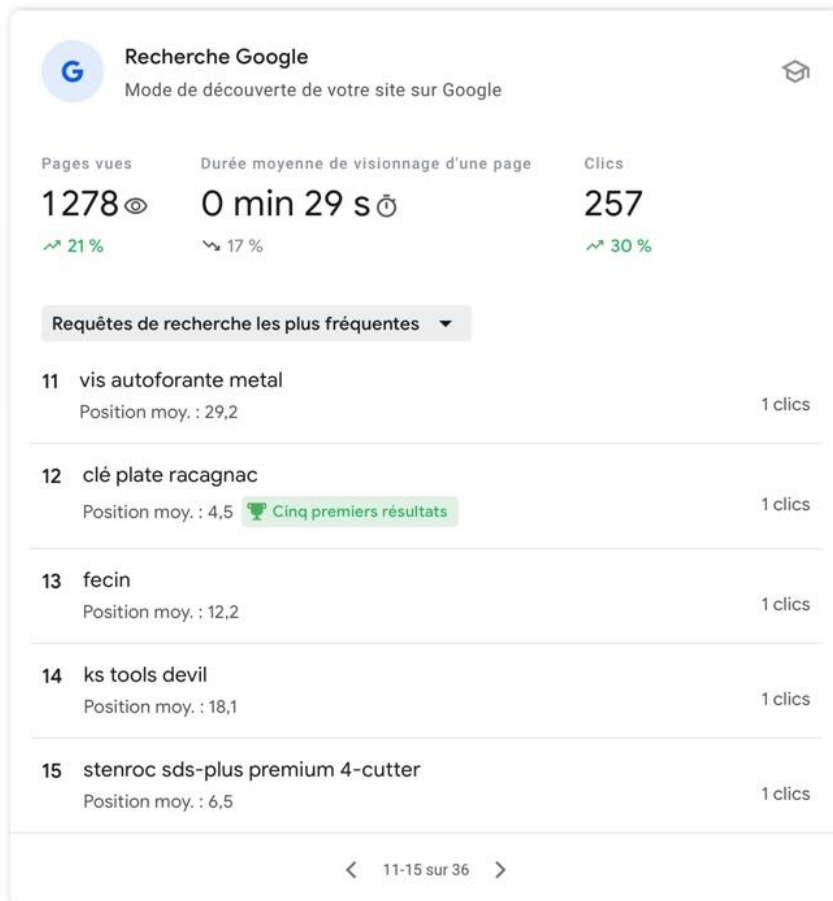 G
Recherche Google
Mode de découverte de votre site sur Google
Pages vues
1 278
21 %
Durée moyenne de visionnage d'une page
0 min 29 s
17 %
Clics
257
30 %
Requêtes de recherche les plus fréquentes
11 vis autoforante metal
Position moy. : 29,2
1 clics
12 clé plate racagnac
Position moy. : 4,5 Cinq premiers résultats
1 clics
13 fecin
Position moy. : 12,2
1 clics
14 ks tools devil
Position moy. : 18,1
1 clics
15 stenroc sds-plus premium 4-cutter
Position moy. : 6,5
1 clics
11-15 sur 36